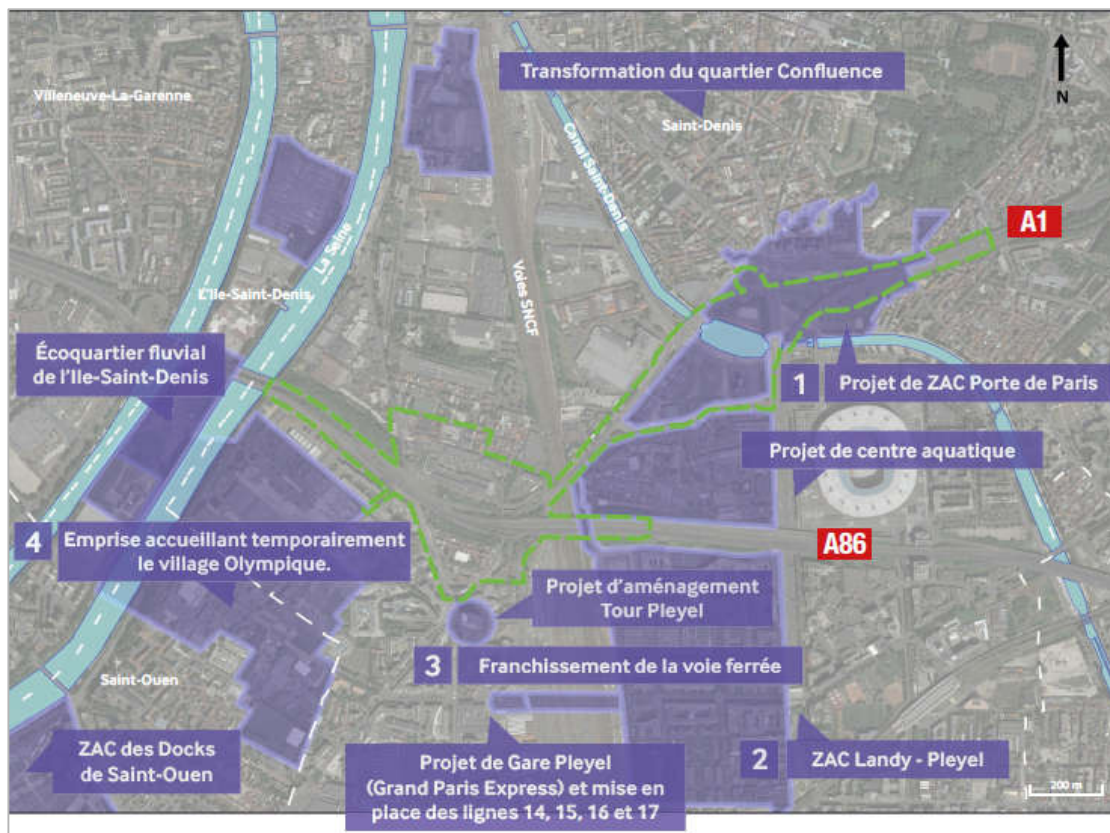 Transformation du quartier Confluence
N
Villeneuve-La-Garenne
Saint-Denis
Canal Saint-Denis
A1
La Seine
Voies SNCF
L'Ile-Saint-Denis
Écoquartier fluvial
de l'Ile-Saint-Denis
1 Projet de ZAC Porte de Paris
Projet de centre aquatique
4 Emprise accueillant temporairement
le village Olympique.
A86
Projet d'aménagement
Tour Pleyel
3 Franchissement de la voie ferrée
Saint-Ouen
ZAC des Docks
de Saint-Ouen
Projet de Gare Pleyel
(Grand Paris Express) et mise en
place des lignes 14, 15, 16 et 17
2 ZAC Landy - Pleyel
200 m